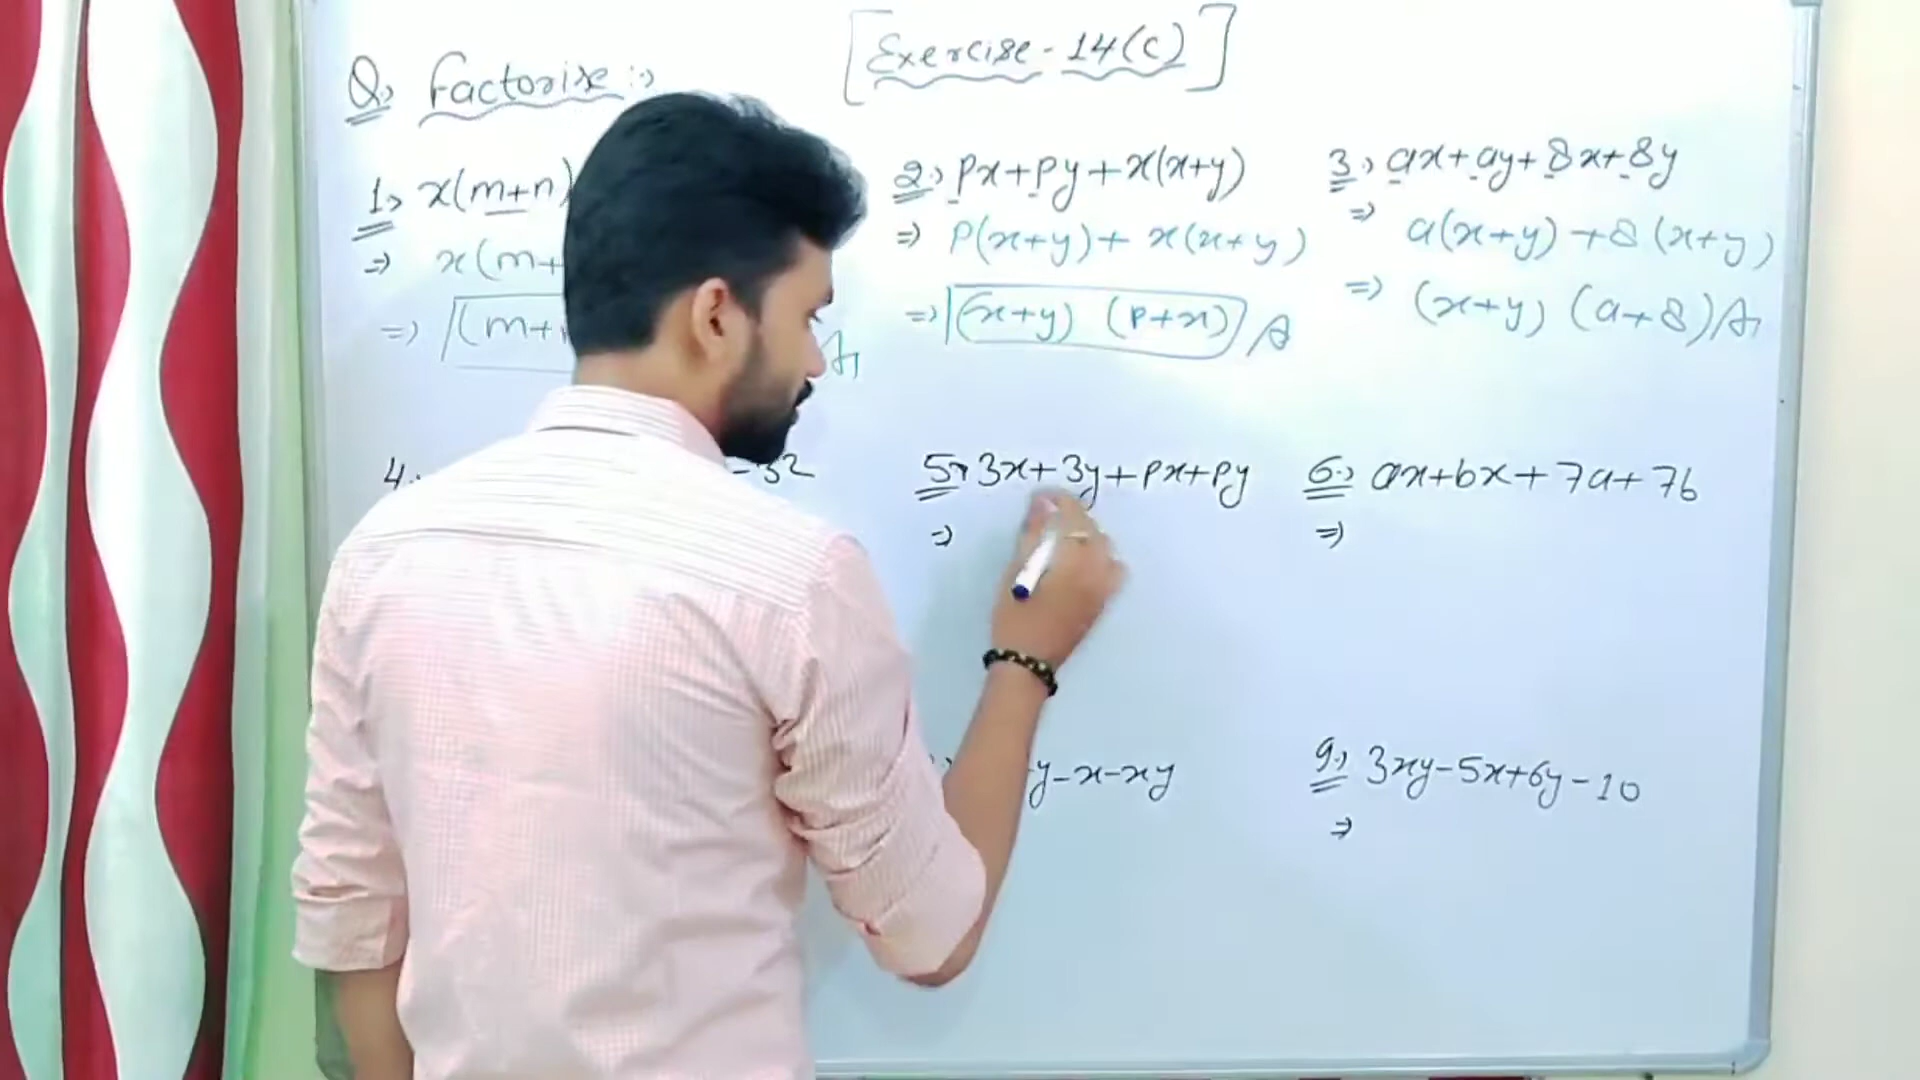 [Exercise-14(c)]
Q.) Factorise :-)
1.) x(m+n)
=> x(m+
=> (m+
2.) px+py+x(x+y)
=> P(x+y)+ x(x+y)
=> (x+y) (P+x) A
3.) ax+ay+8x+8y
=> a(x+y)+8(x+y)
=> (x+y) (a+8) A
4. -32
5.) 3x+3y+px+py
=>
6.) ax+bx+7a+7b
=>
y-x-xy
9.) 3xy-5x+6y-10
=>